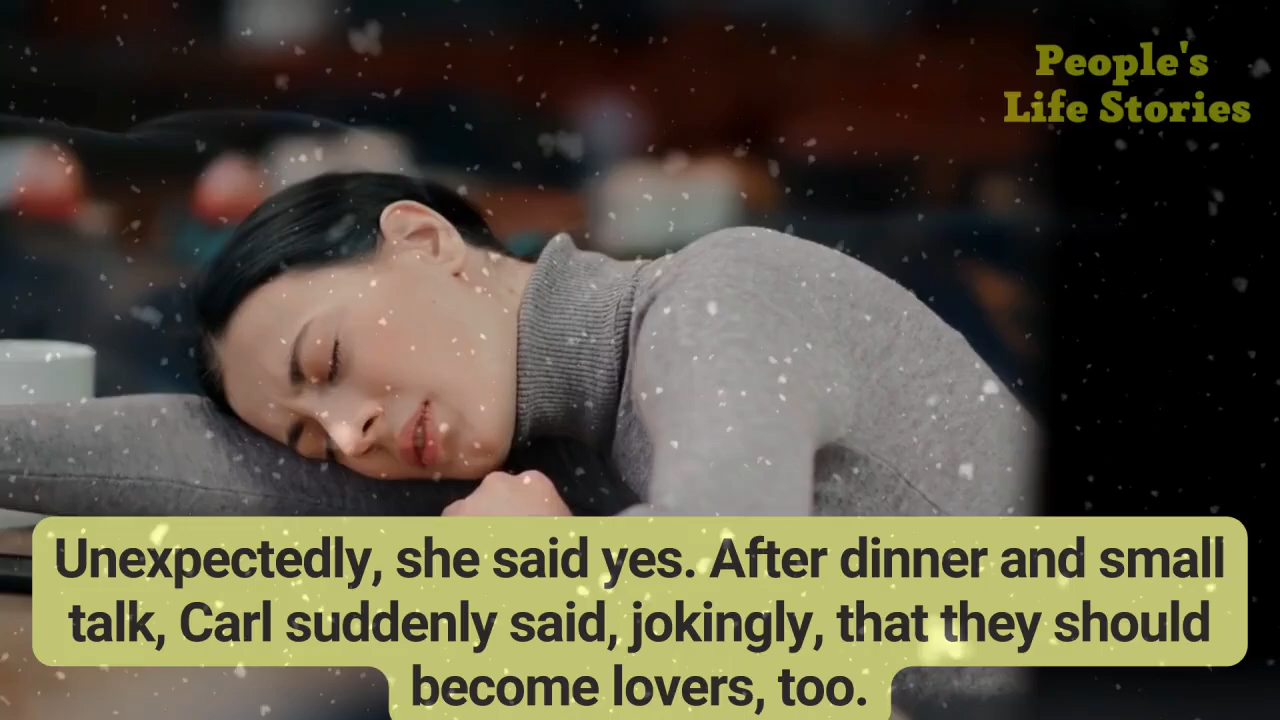 People's
Life Stories
Unexpectedly, she said yes. After dinner and small
talk, Carl suddenly said, jokingly, that they should
become lovers, too.